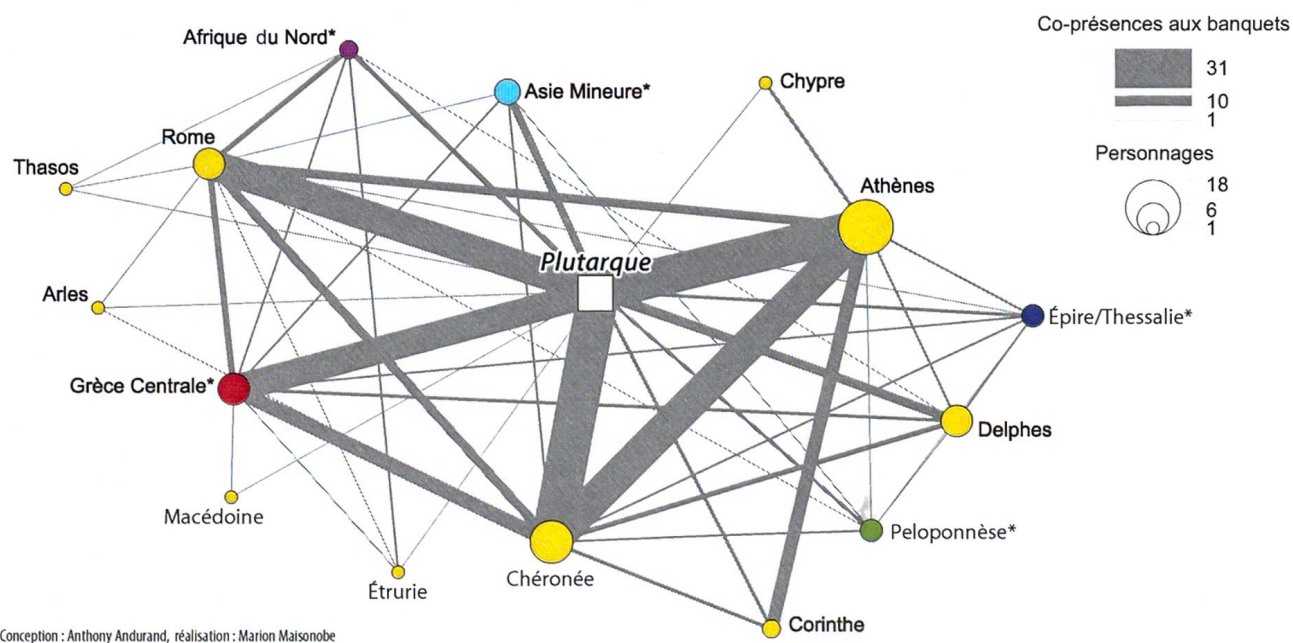 Co-présences aux banquets
31
10
1
Personnages
18
6
1
Afrique du Nord*
Asie Mineure*
Chypre
Rome
Thasos
Athènes
Plutarque
Arles
Épire/Thessalie*
Grèce Centrale*
Delphes
Macédoine
Peloponnèse*
Chéronée
Étrurie
Corinthe
Conception : Anthony Andurand, réalisation : Marion Maisonobe